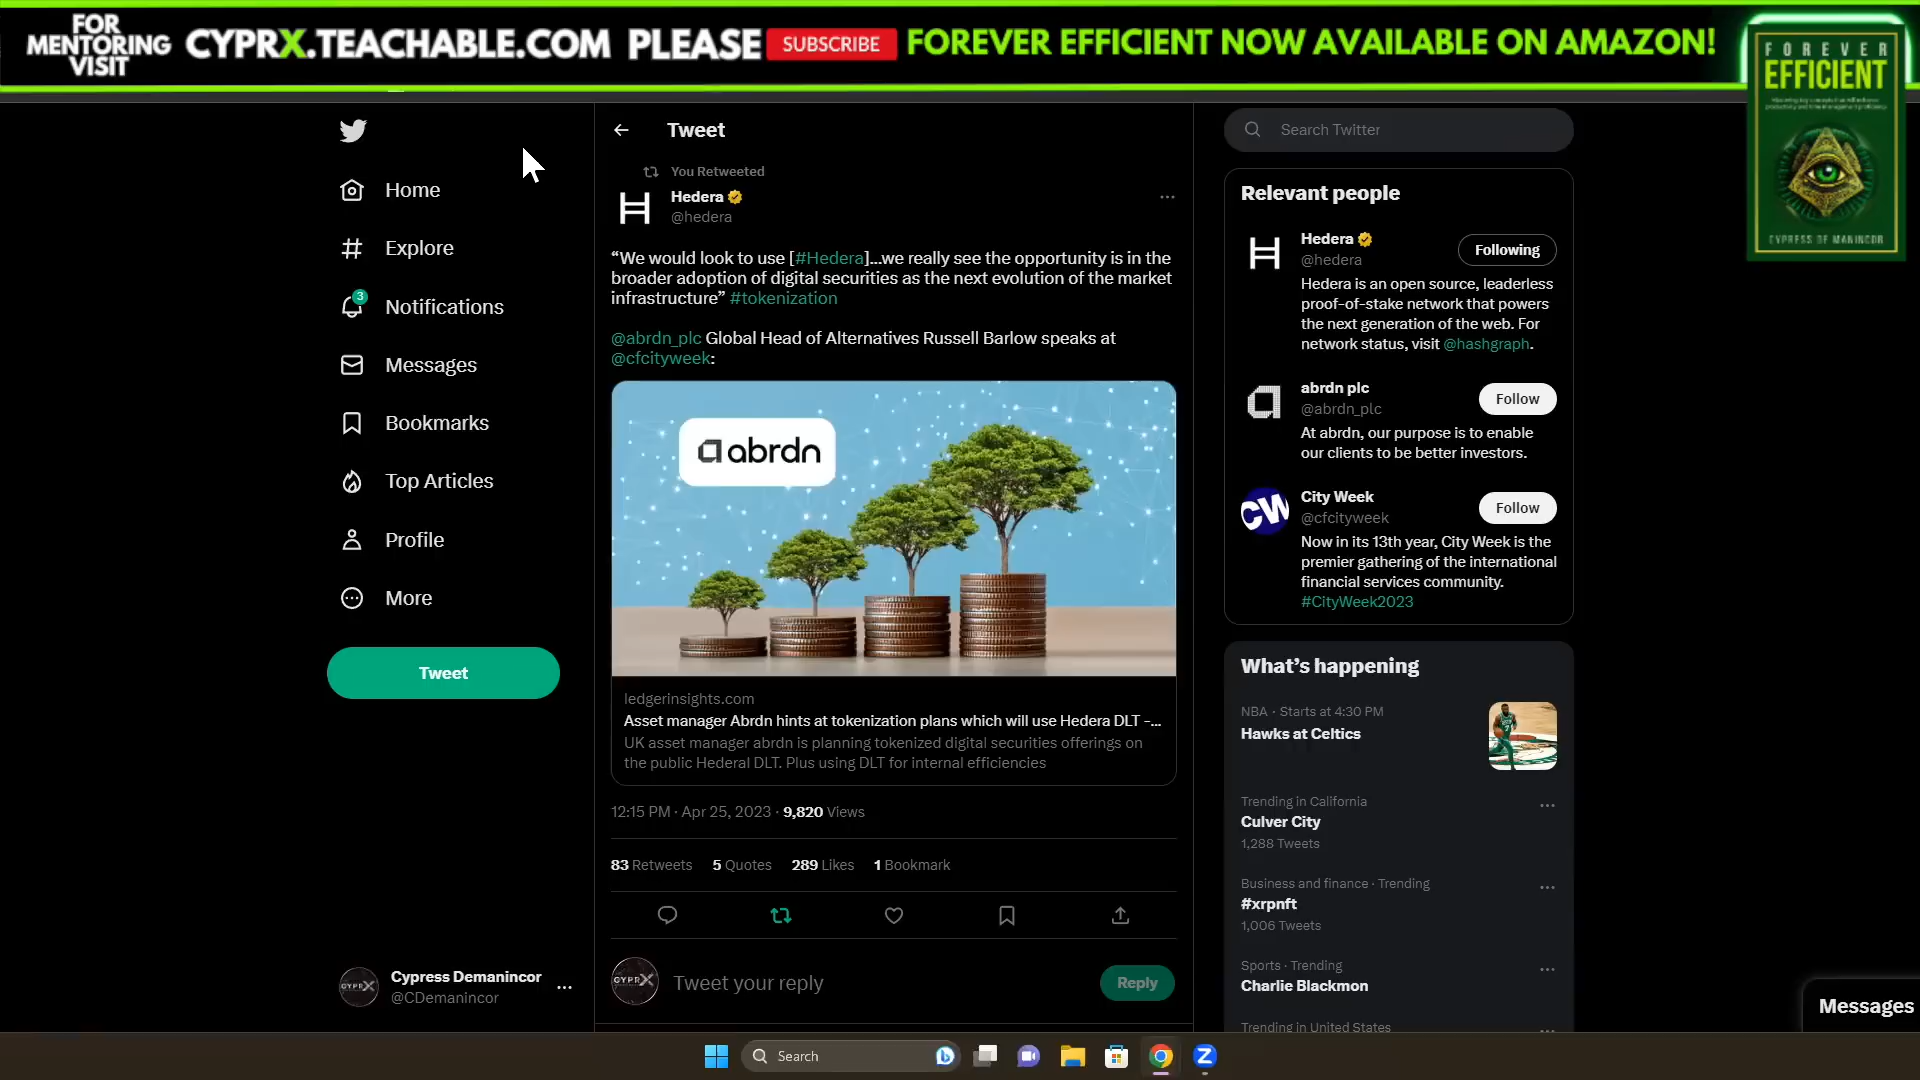 FOR
MENTORING
VISIT
CYPRX.TEACHABLE.COM PLEASE SUBSCRIBE FOREVER EFFICIENT NOW AVAILABLE ON AMAZON!
FOREVER
EFFICIENT
CYPRESS DE MANINCOR
Home
Explore
3
Notifications
Messages
Bookmarks
Top Articles
Profile
More
Tweet
Cypress Demanincor
@CDemanincor
Tweet
You Retweeted
Hedera
@hedera
“We would look to use [#Hedera]...we really see the opportunity is in the
broader adoption of digital securities as the next evolution of the market
infrastructure” #tokenization
@abrdn_plc Global Head of Alternatives Russell Barlow speaks at
@cfcityweek:
abrdn
ledgerinsights.com
Asset manager Abrdn hints at tokenization plans which will use Hedera DLT -...
UK asset manager abrdn is planning tokenized digital securities offerings on
the public Hederal DLT. Plus using DLT for internal efficiencies
12:15 PM · Apr 25, 2023 · 9,820 Views
83 Retweets 5 Quotes 289 Likes 1 Bookmark
CYPRX
Tweet your reply
Reply
Search Twitter
Relevant people
Hedera
@hedera
Following
Hedera is an open source, leaderless
proof-of-stake network that powers
the next generation of the web. For
network status, visit @hashgraph.
abrdn plc
@abrdn_plc
Follow
At abrdn, our purpose is to enable
our clients to be better investors.
CW
City Week
@cfcityweek
Follow
Now in its 13th year, City Week is the
premier gathering of the international
financial services community.
#CityWeek2023
What’s happening
NBA · Starts at 4:30 PM
Hawks at Celtics
Trending in California
Culver City
1,288 Tweets
Business and finance · Trending
#xrpnft
1,006 Tweets
Sports · Trending
Charlie Blackmon
Trending in United States
Messages
Search